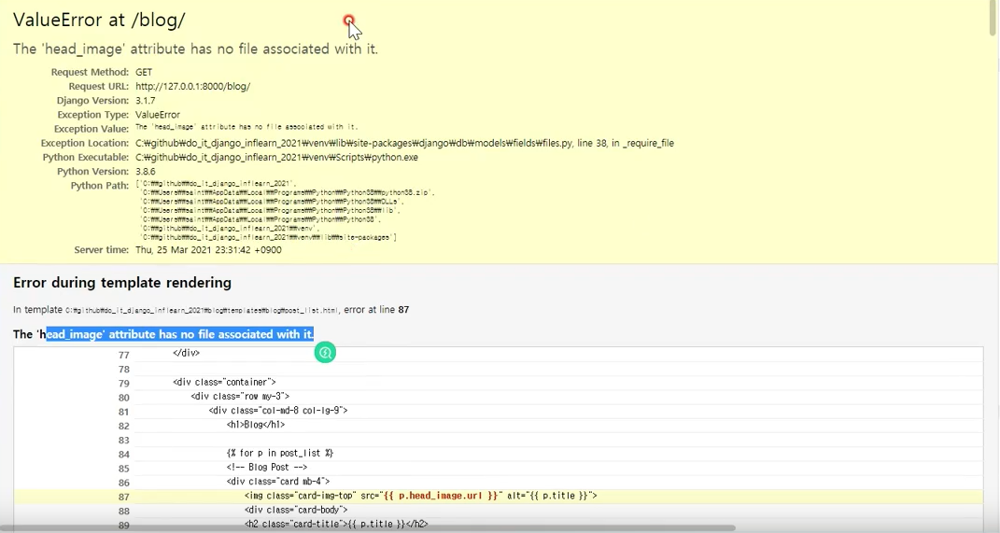 ValueError at /blog/
The 'head_image' attribute has no file associated with it.
Request Method: GET
Request URL: http://127.0.0.1:8000/blog/
Django Version: 3.1.7
Exception Type: ValueError
Exception Value: The 'head_image' attribute has no file associated with it.
Exception Location: C:₩github₩do_it_django_inflearn_2021₩venv₩lib₩site-packages₩django₩db₩models₩fields₩files.py, line 38, in _require_file
Python Executable: C:₩github₩do_it_django_inflearn_2021₩venv₩Scripts₩python.exe
Python Version: 3.8.6
Python Path: ['C:₩₩github₩₩do_it_django_inflearn_2021',
'C:₩₩Users₩₩saint₩₩AppData₩₩Local₩₩Programs₩₩Python₩₩Python38₩₩python38.zip',
'C:₩₩Users₩₩saint₩₩AppData₩₩Local₩₩Programs₩₩Python₩₩Python38₩₩DLLs',
'C:₩₩Users₩₩saint₩₩AppData₩₩Local₩₩Programs₩₩Python₩₩Python38₩₩lib',
'C:₩₩Users₩₩saint₩₩AppData₩₩Local₩₩Programs₩₩Python₩₩Python38',
'C:₩₩github₩₩do_it_django_inflearn_2021₩₩venv',
'C:₩₩github₩₩do_it_django_inflearn_2021₩₩venv₩₩lib₩₩site-packages']
Server time: Thu, 25 Mar 2021 23:31:42 +0900
Error during template rendering
In template C:₩github₩do_it_django_inflearn_2021₩blog₩templates₩blog₩post_list.html, error at line 87
The 'head_image' attribute has no file associated with it.
77 </div>
78
79 <div class="container">
80 <div class="row my-3">
81 <div class="col-md-8 col-lg-9">
82 <h1>Blog</h1>
83
84 {% for p in post_list %}
85 <!-- Blog Post -->
86 <div class="card mb-4">
87 <img class="card-img-top" src="{{ p.head_image.url }}" alt="{{ p.title }}">
88 <div class="card-body">
89 <h2 class="card-title">{{ p.title }}</h2>